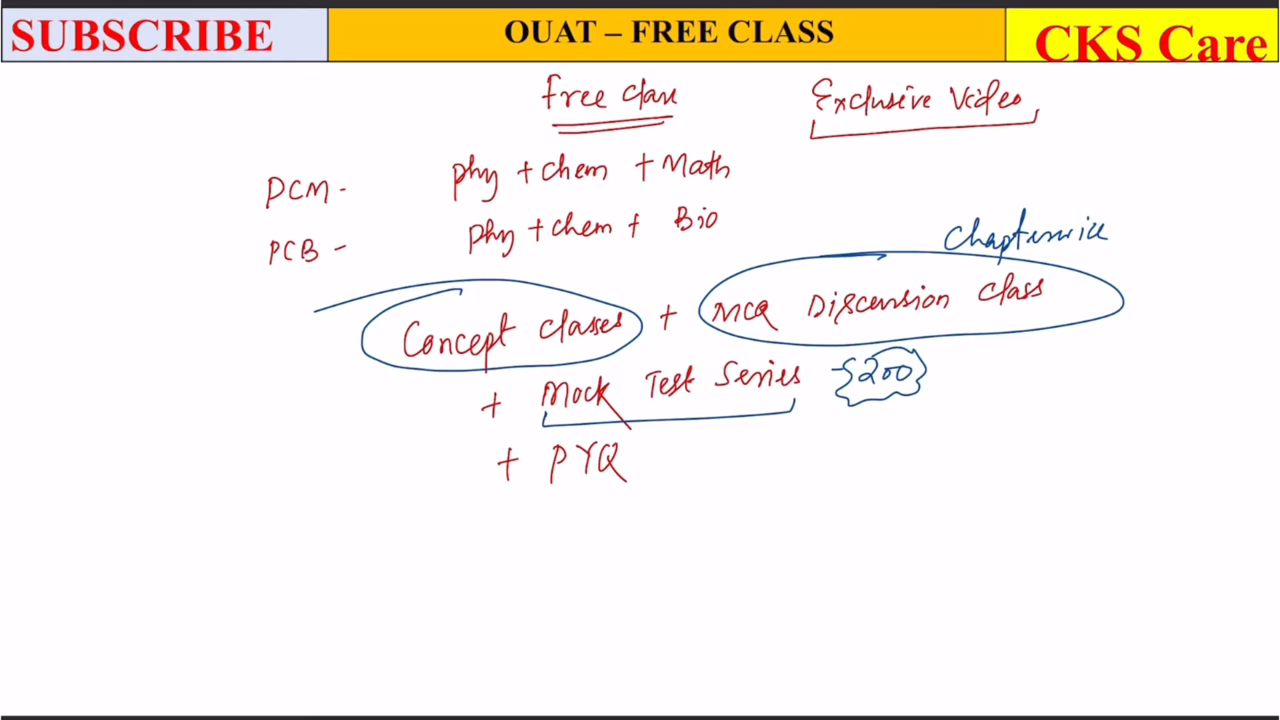 SUBSCRIBE OUAT – FREE CLASS CKS Care
Free Class Exclusive Video
PCM - Phy + Chem + Math
PCB - Phy + Chem + Bio
Chapterwise
Concept Classes + MCQ Discension Class
+ Mock Test Series 200
+ PYQ